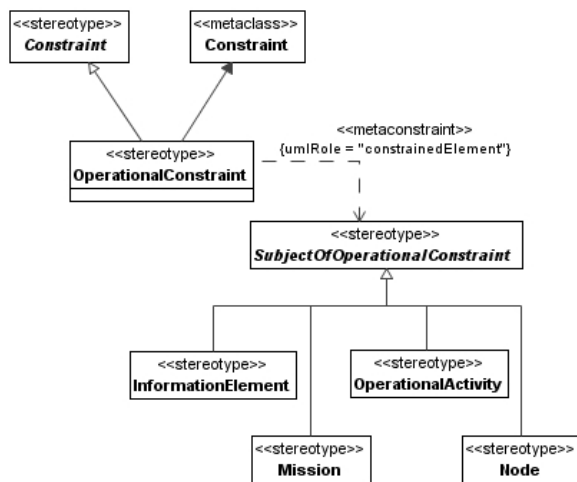 <<stereotype>>
Constraint
<<metaclass>>
Constraint
<<stereotype>>
OperationalConstraint
<<metaconstraint>>
{umlRole = "constrainedElement"}
<<stereotype>>
SubjectOfOperationalConstraint
<<stereotype>>
InformationElement
<<stereotype>>
OperationalActivity
<<stereotype>>
Mission
<<stereotype>>
Node